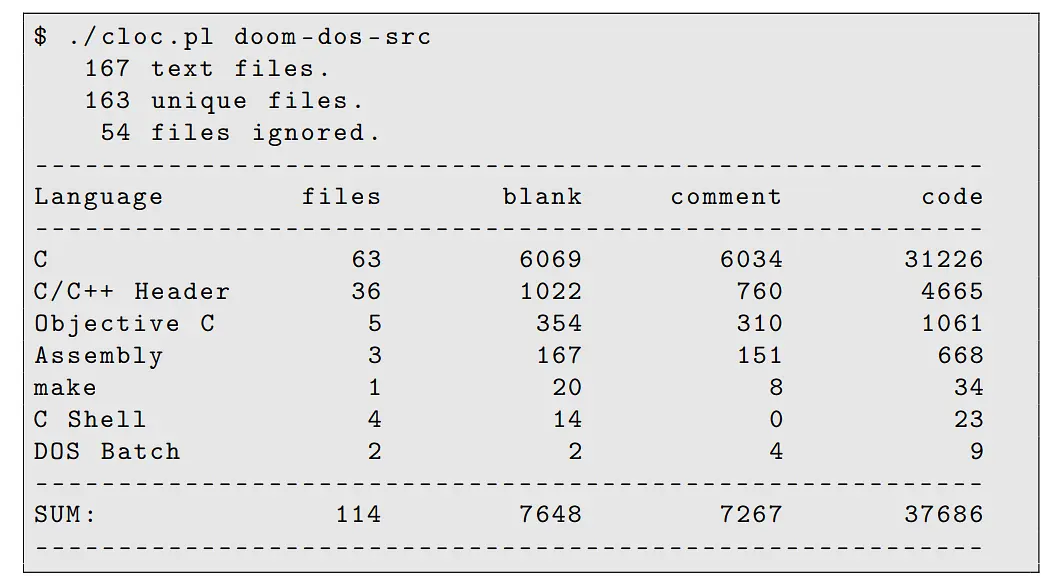 $ ./cloc.pl doom-dos-src
167 text files.
163 unique files.
54 files ignored.
---------------------------------------------------------
Language files blank comment code
---------------------------------------------------------
C 63 6069 6034 31226
C/C++ Header 36 1022 760 4665
Objective C 5 354 310 1061
Assembly 3 167 151 668
make 1 20 8 34
C Shell 4 14 0 23
DOS Batch 2 2 4 9
---------------------------------------------------------
SUM: 114 7648 7267 37686
---------------------------------------------------------